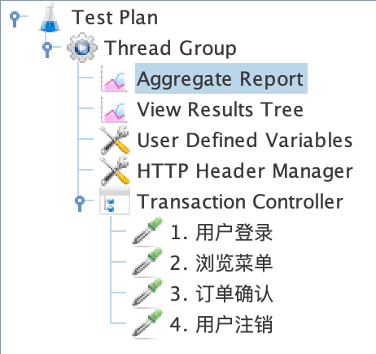 Test Plan
Thread Group
Aggregate Report
View Results Tree
User Defined Variables
HTTP Header Manager
Transaction Controller
1. 用户登录
2. 浏览菜单
3. 订单确认
4. 用户注销